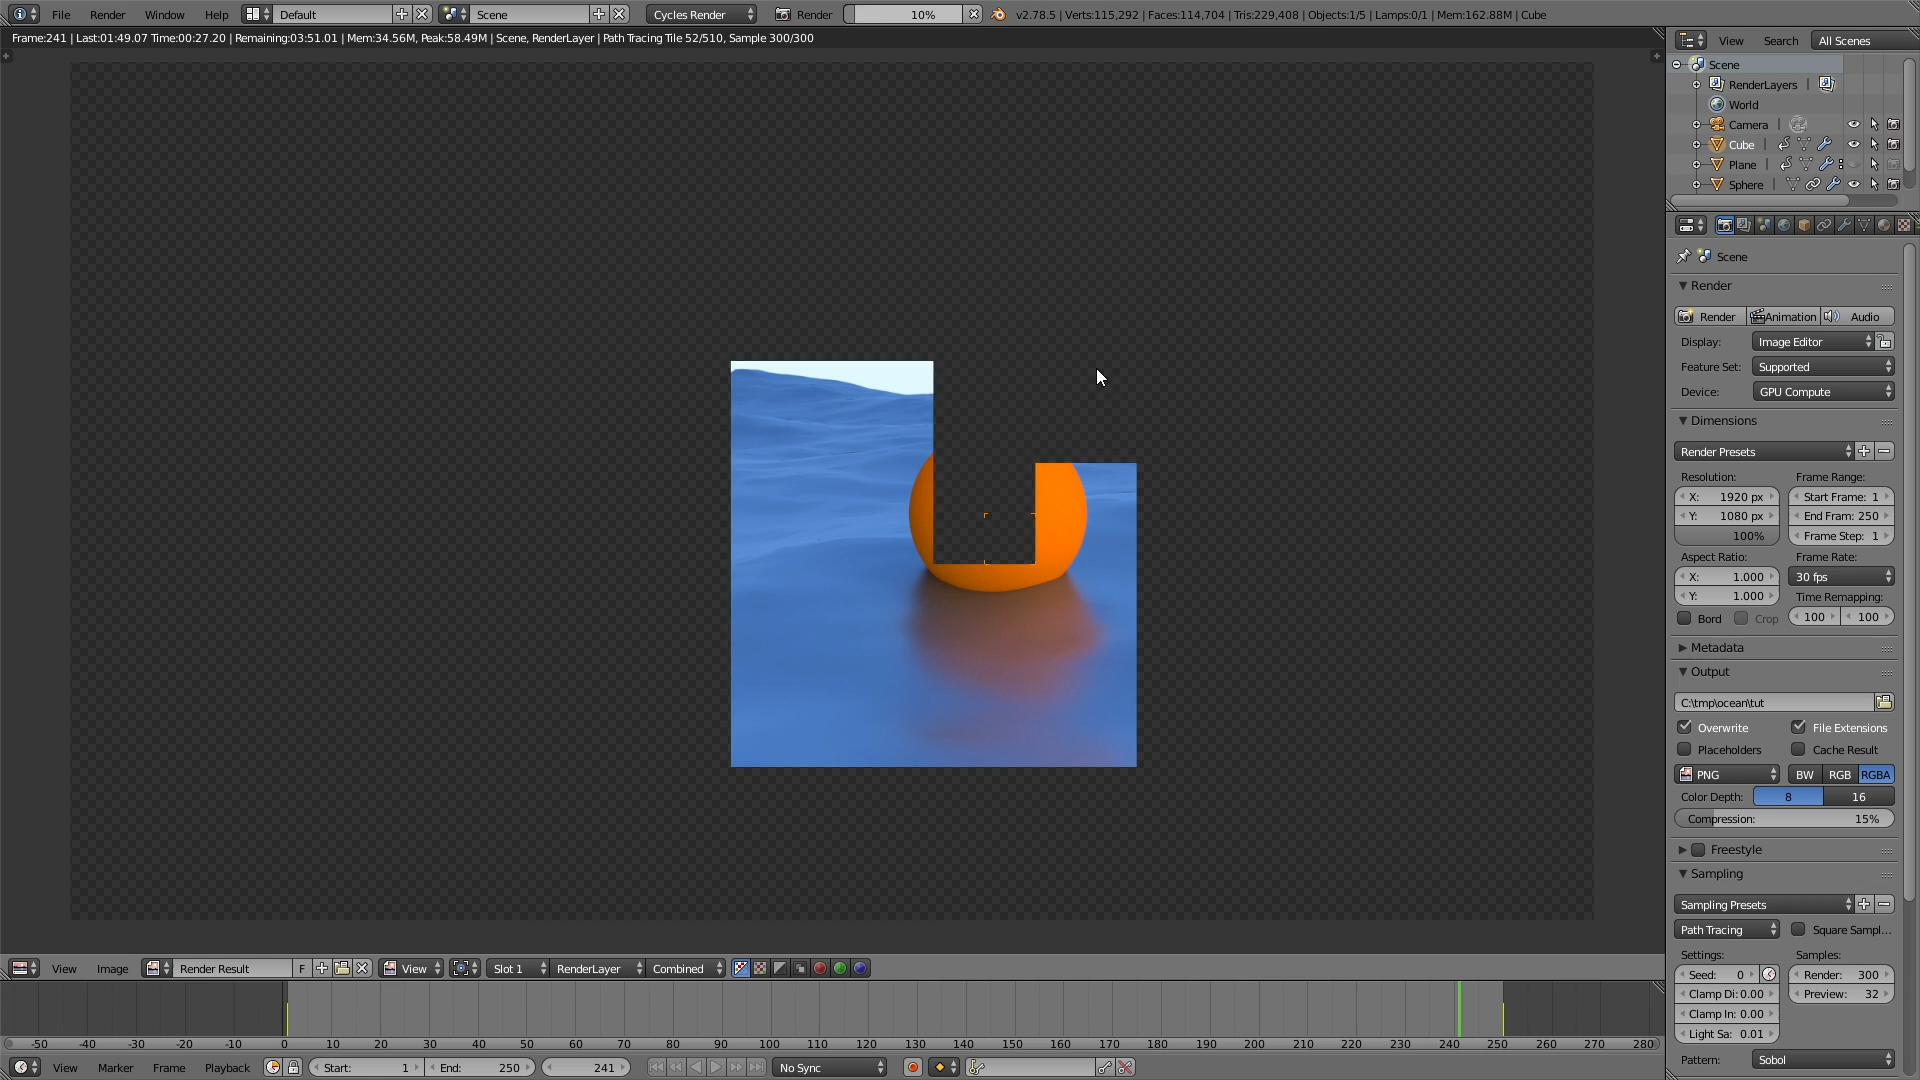 File Render Window Help Default Scene Cycles Render Render 10% v2.78.5 | Verts:115,292 | Faces:114,704 | Tris:229,408 | Objects:1/5 | Lamps:0/1 | Mem:162.88M | Cube
Frame:241 | Last:01:49.07 Time:00:27.20 | Remaining:03:51.01 | Mem:34.56M, Peak:58.49M | Scene, RenderLayer | Path Tracing Tile 52/510, Sample 300/300
View Search All Scenes
Scene
RenderLayers
World
Camera
Cube
Plane
Sphere
Scene
Render
Render Animation Audio
Display: Image Editor
Feature Set: Supported
Device: GPU Compute
Dimensions
Render Presets
Resolution: Frame Range:
X: 1920 px Start Frame: 1
Y: 1080 px End Fram: 250
100% Frame Step: 1
Aspect Ratio: Frame Rate:
X: 1.000 30 fps
Y: 1.000 Time Remapping:
Bord Crop 100 100
Metadata
Output
C:\tmp\ocean\tut
Overwrite File Extensions
Placeholders Cache Result
PNG BW RGB RGBA
Color Depth: 8 16
Compression: 15%
Freestyle
Sampling
Sampling Presets
Path Tracing Square Sampl...
Settings: Samples:
Seed: 0 Render: 300
Clamp Di: 0.00 Preview: 32
Clamp In: 0.00
Light Sa: 0.01
Pattern: Sobol
View Image Render Result F View Slot 1 RenderLayer Combined
-50 -40 -30 -20 -10 0 10 20 30 40 50 60 70 80 90 100 110 120 130 140 150 160 170 180 190 200 210 220 230 240 250 260 270 280
View Marker Frame Playback Start: 1 End: 250 241 No Sync